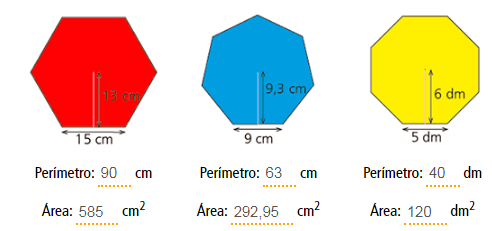 13 cm
15 cm
9,3 cm
9 cm
6 dm
5 dm
Perímetro: 90 cm
Perímetro: 63 cm
Perímetro: 40 dm
Área: 585 cm²
Área: 292,95 cm²
Área: 120 dm²